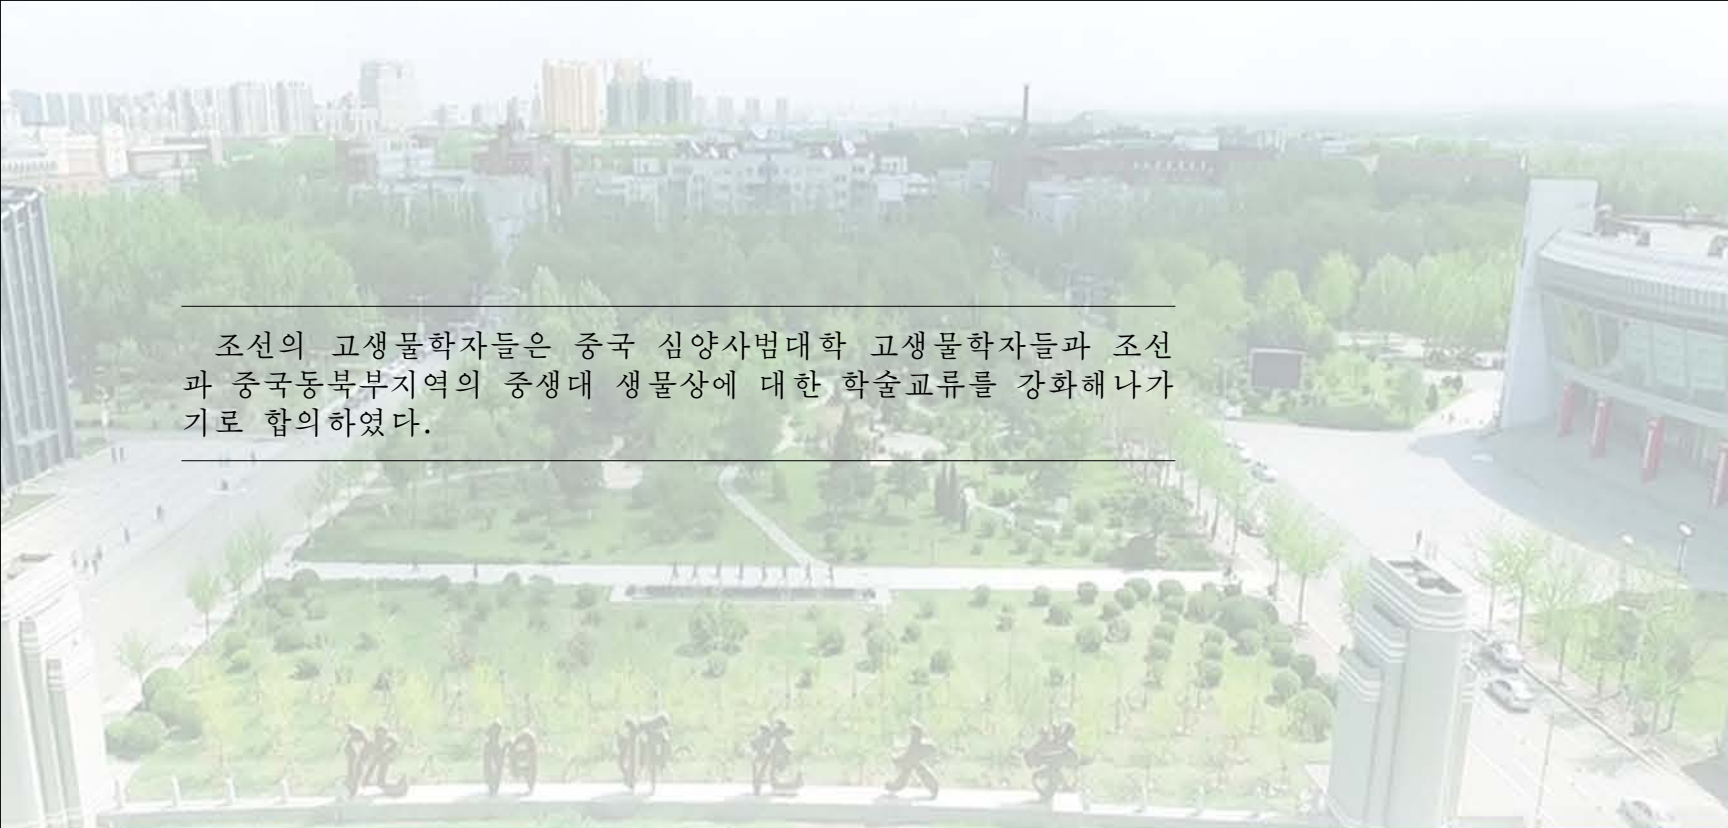 조선의 고생물학자들은 중국 심양사범대학 고생물학자들과 조선
과 중국동북부지역의 중생대 생물상에 대한 학술교류를 강화해나가
기로 합의하였다.
沈阳师范大学